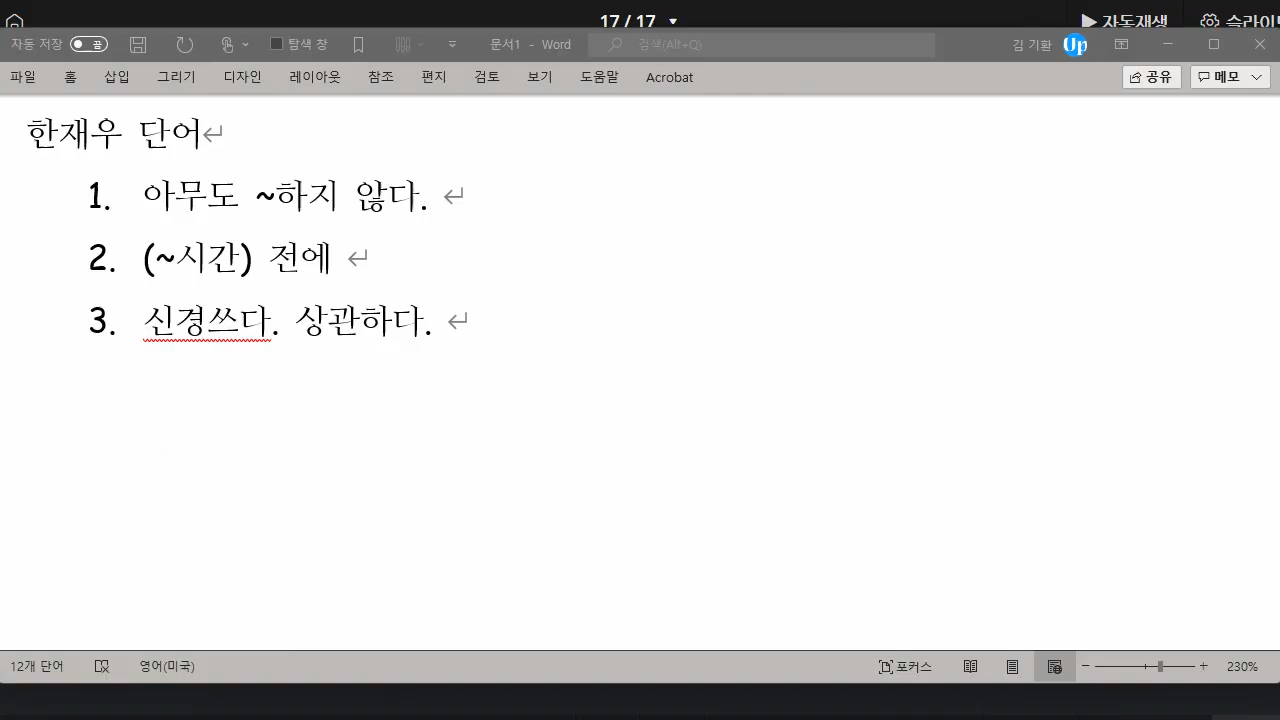 17 / 17
자동재생
자동 저장 끔
탐색 창
문서1 - Word
검색(Alt+Q)
김 기환
Up
파일 홈 삽입 그리기 디자인 레이아웃 참조 편지 검토 보기 도움말 Acrobat
공유
메모
한재우 단어
1. 아무도 ~하지 않다.
2. (~시간) 전에
3. 신경쓰다. 상관하다.
12개 단어
영어(미국)
포커스
230%